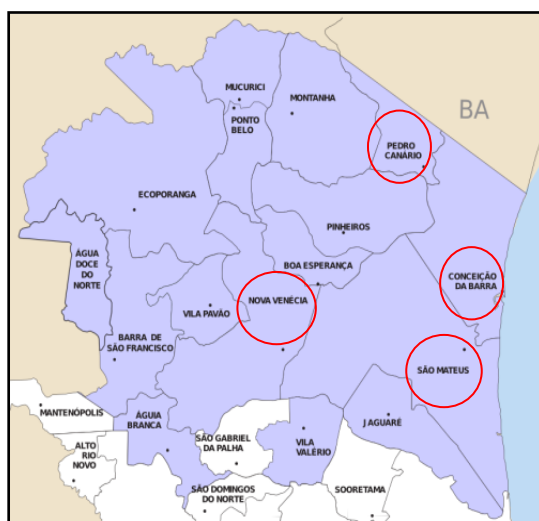 MUCURICI
MONTANHA
BA
PONTO
BELO
PEDRO
CANÁRIO
ECOPORANGA
PINHEIROS
ÁGUA
DOCE
DO
NORTE
BOA ESPERANÇA
CONCEIÇÃO
DA BARRA
NOVA VENÉCIA
VILA PAVÃO
BARRA DE
SÃO FRANCISCO
SÃO MATEUS
MANTENÓPOLIS
ÁGUIA
BRANCA
JAGUARÉ
VILA
VALÉRIO
SÃO GABRIEL
DA PALHA
ALTO
RIO
NOVO
SÃO DOMINGOS
DO NORTE
SOORETAMA